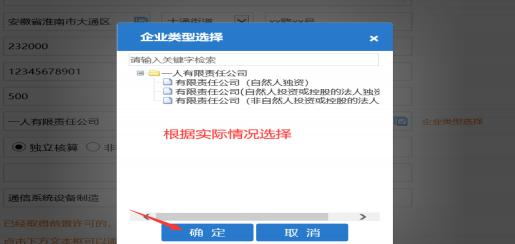 安徽省淮南市大通区
大通街道
××路××号
企业类型选择
×
232000
请输入关键字检索
一人有限责任公司
有限责任公司（自然人独资）
12345678901
有限责任公司(自然人投资或控股的法人独资
有限责任公司（非自然人投资或控股的法人
500
一人有限责任公司
企业类型选择
根据实际情况选择
独立核算
非
通信系统设备制造
已经取得前置许可的，
确 定
取 消
点击下方文本框可以